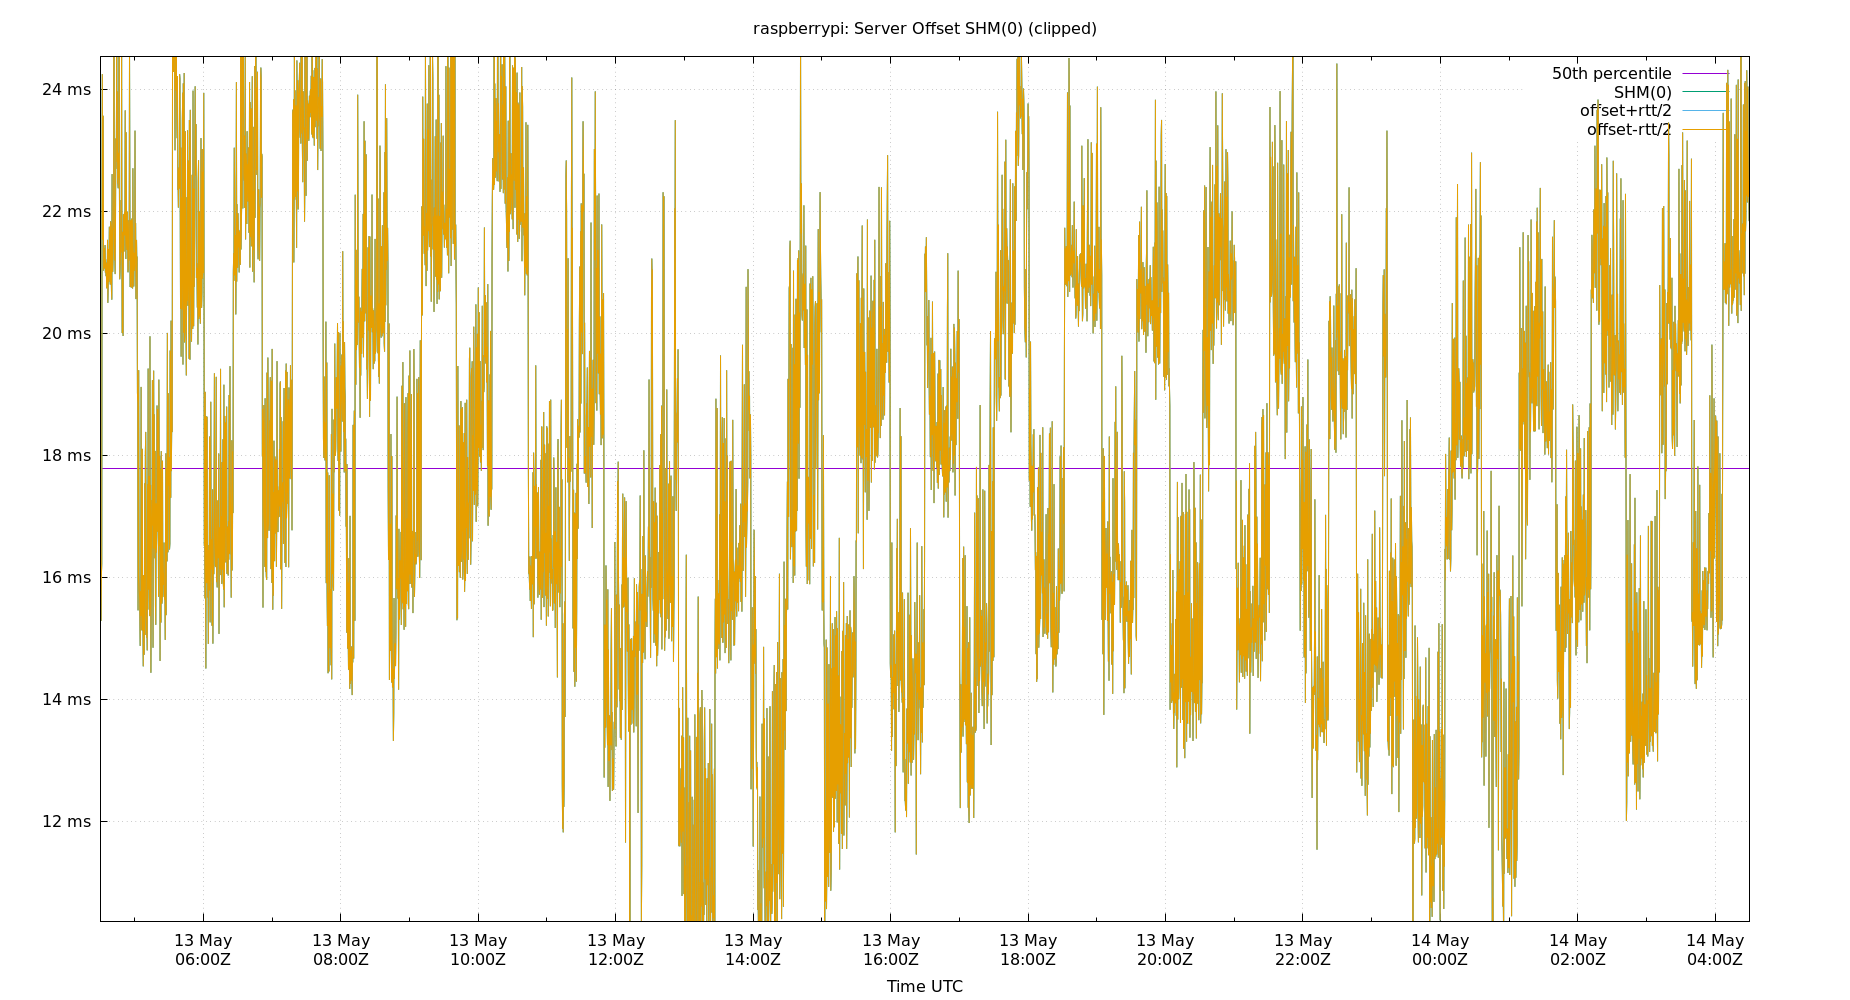 raspberrypi: Server Offset SHM(0) (clipped)
50th percentile
SHM(0)
offset+rtt/2
offset-rtt/2
24 ms
22 ms
20 ms
18 ms
16 ms
14 ms
12 ms
13 May 13 May 13 May 13 May 13 May 13 May 13 May 13 May 13 May 14 May 14 May 14 May
06:00Z 08:00Z 10:00Z 12:00Z 14:00Z 16:00Z 18:00Z 20:00Z 22:00Z 00:00Z 02:00Z 04:00Z
Time UTC